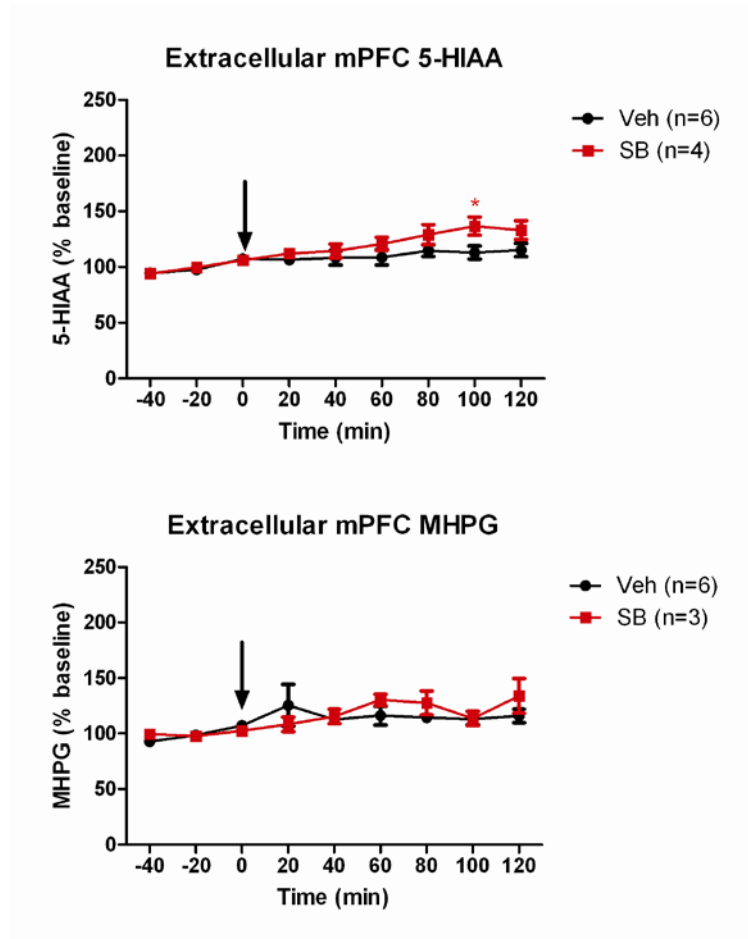 Extracellular mPFC 5-HIAA
250
200
150
100
50
0
5-HIAA (% baseline)
Veh (n=6)
SB (n=4)
*
-40 -20 0 20 40 60 80 100 120
Time (min)
Extracellular mPFC MHPG
250
200
150
100
50
0
MHPG (% baseline)
Veh (n=6)
SB (n=3)
-40 -20 0 20 40 60 80 100 120
Time (min)